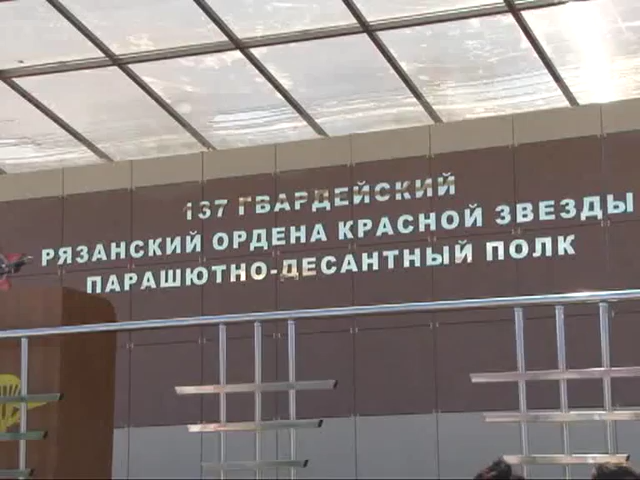 137 ГВАРДЕЙСКИЙ
РЯЗАНСКИЙ ОРДЕНА КРАСНОЙ ЗВЕЗДЫ
ПАРАШЮТНО-ДЕСАНТНЫЙ ПОЛК